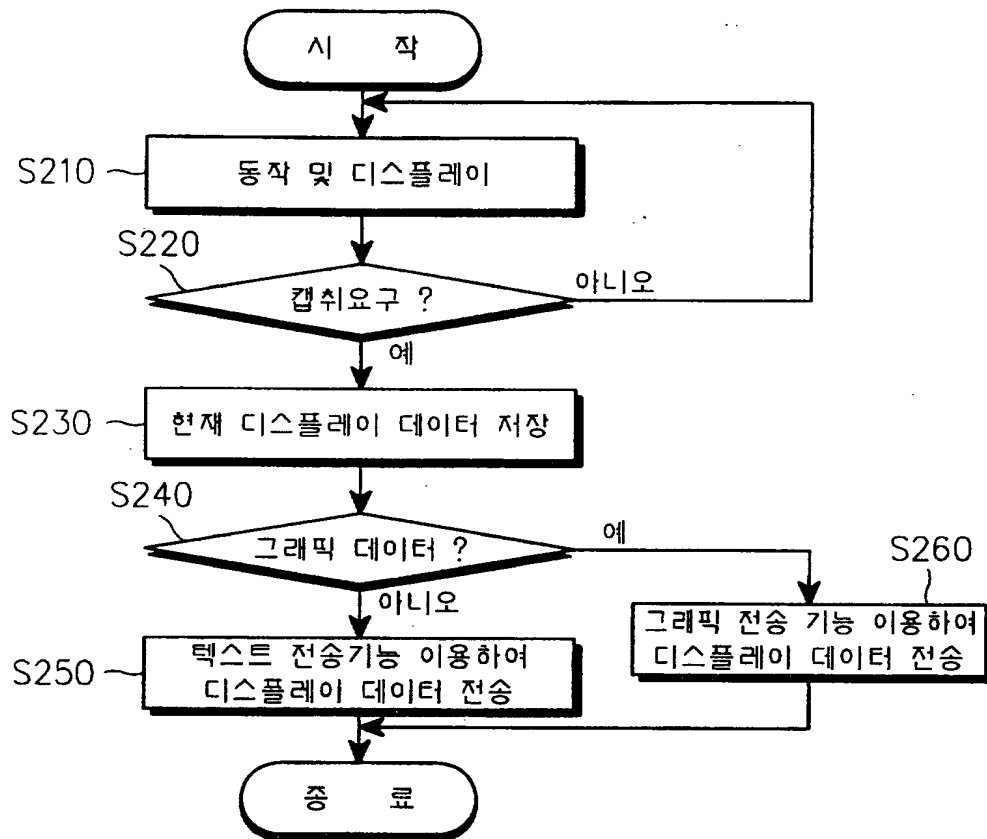 시 작
S210
동작 및 디스플레이
S220
캡취요구 ?
아니오
예
S230
현재 디스플레이 데이터 저장
S240
그래픽 데이터 ?
예
아니오
S260
그래픽 전송 기능 이용하여
디스플레이 데이터 전송
S250
텍스트 전송기능 이용하여
디스플레이 데이터 전송
종 료